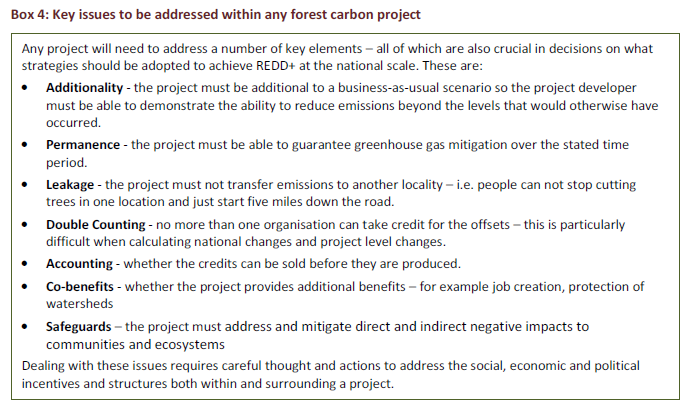 Box 4: Key issues to be addressed within any forest carbon project
Any project will need to address a number of key elements – all of which are also crucial in decisions on what
strategies should be adopted to achieve REDD+ at the national scale. These are:
• Additionality - the project must be additional to a business-as-usual scenario so the project developer
must be able to demonstrate the ability to reduce emissions beyond the levels that would otherwise have
occurred.
• Permanence - the project must be able to guarantee greenhouse gas mitigation over the stated time
period.
• Leakage - the project must not transfer emissions to another locality – i.e. people can not stop cutting
trees in one location and just start five miles down the road.
• Double Counting - no more than one organisation can take credit for the offsets – this is particularly
difficult when calculating national changes and project level changes.
• Accounting - whether the credits can be sold before they are produced.
• Co-benefits - whether the project provides additional benefits – for example job creation, protection of
watersheds
• Safeguards – the project must address and mitigate direct and indirect negative impacts to
communities and ecosystems
Dealing with these issues requires careful thought and actions to address the social, economic and political
incentives and structures both within and surrounding a project.